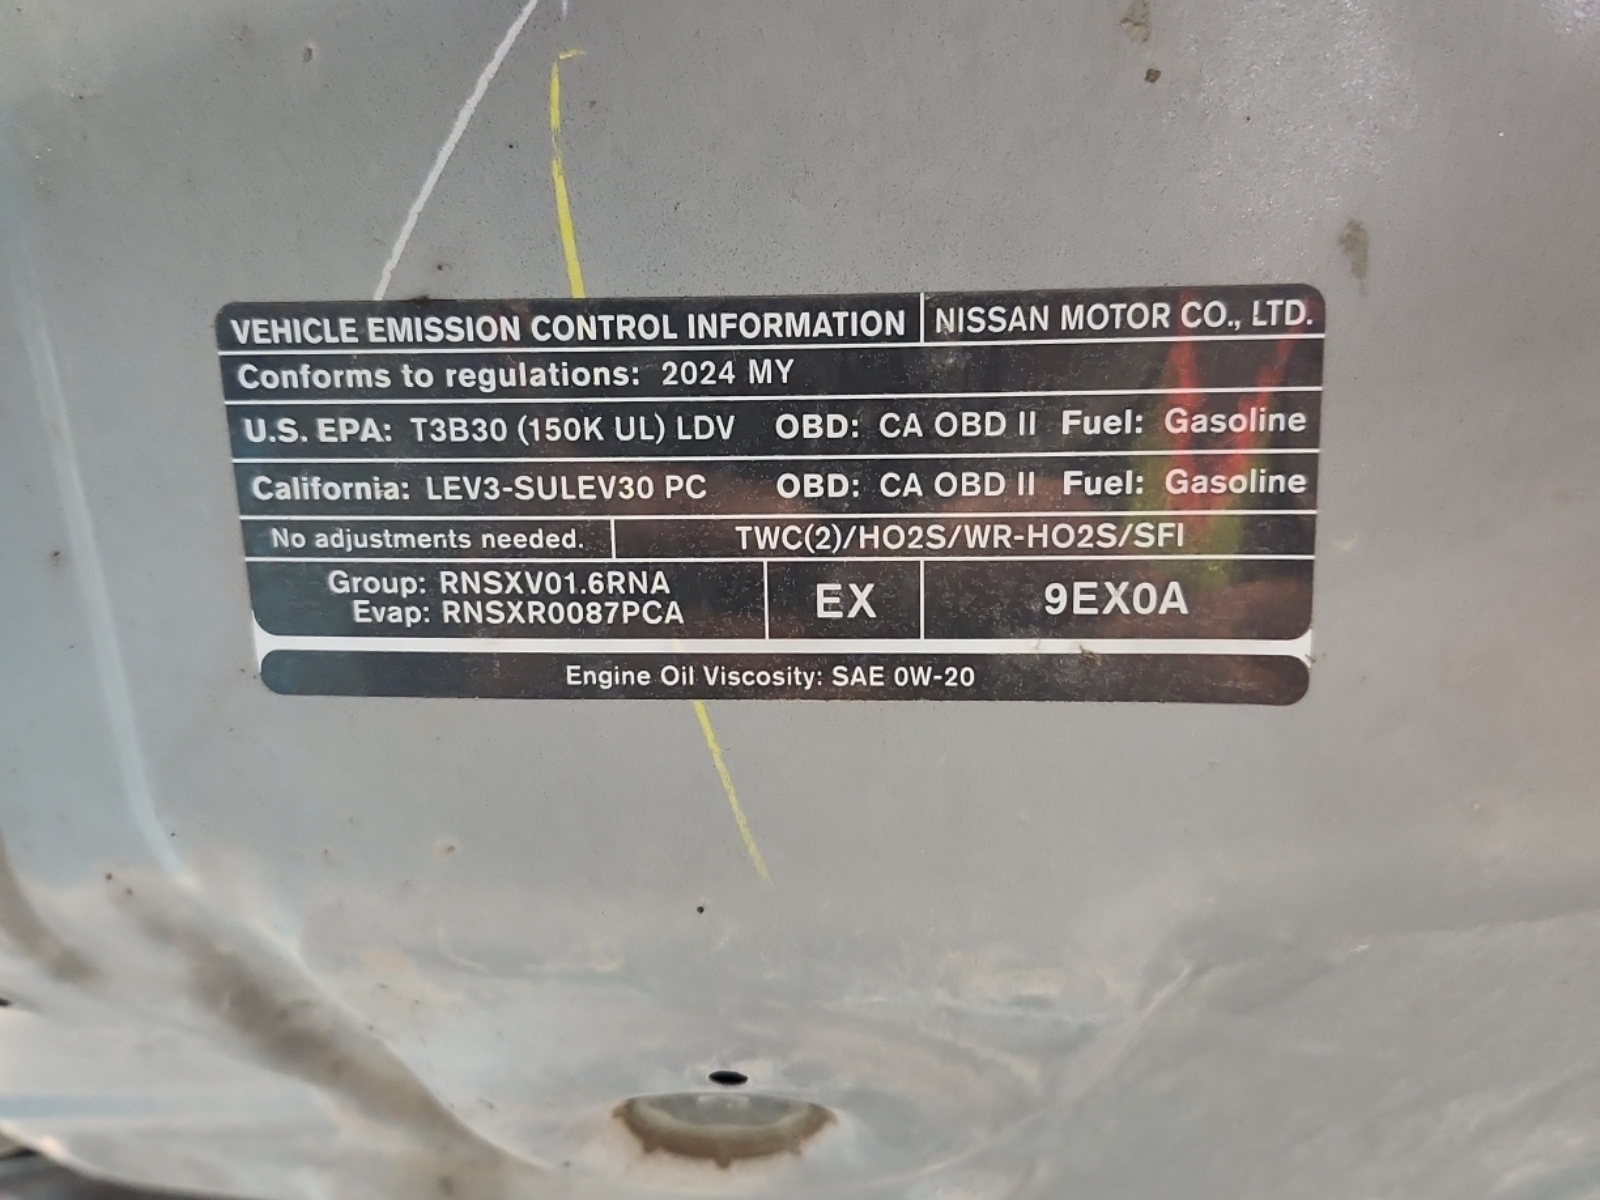 VEHICLE EMISSION CONTROL INFORMATION NISSAN MOTOR CO., LTD.
Conforms to regulations: 2024 MY
U.S. EPA: T3B30 (150K UL) LDV OBD: CA OBD II Fuel: Gasoline
California: LEV3-SULEV30 PC OBD: CA OBD II Fuel: Gasoline
No adjustments needed. TWC(2)/HO2S/WR-HO2S/SFI
Group: RNSXV01.6RNA
Evap: RNSXR0087PCA
EX
9EX0A
Engine Oil Viscosity: SAE 0W-20